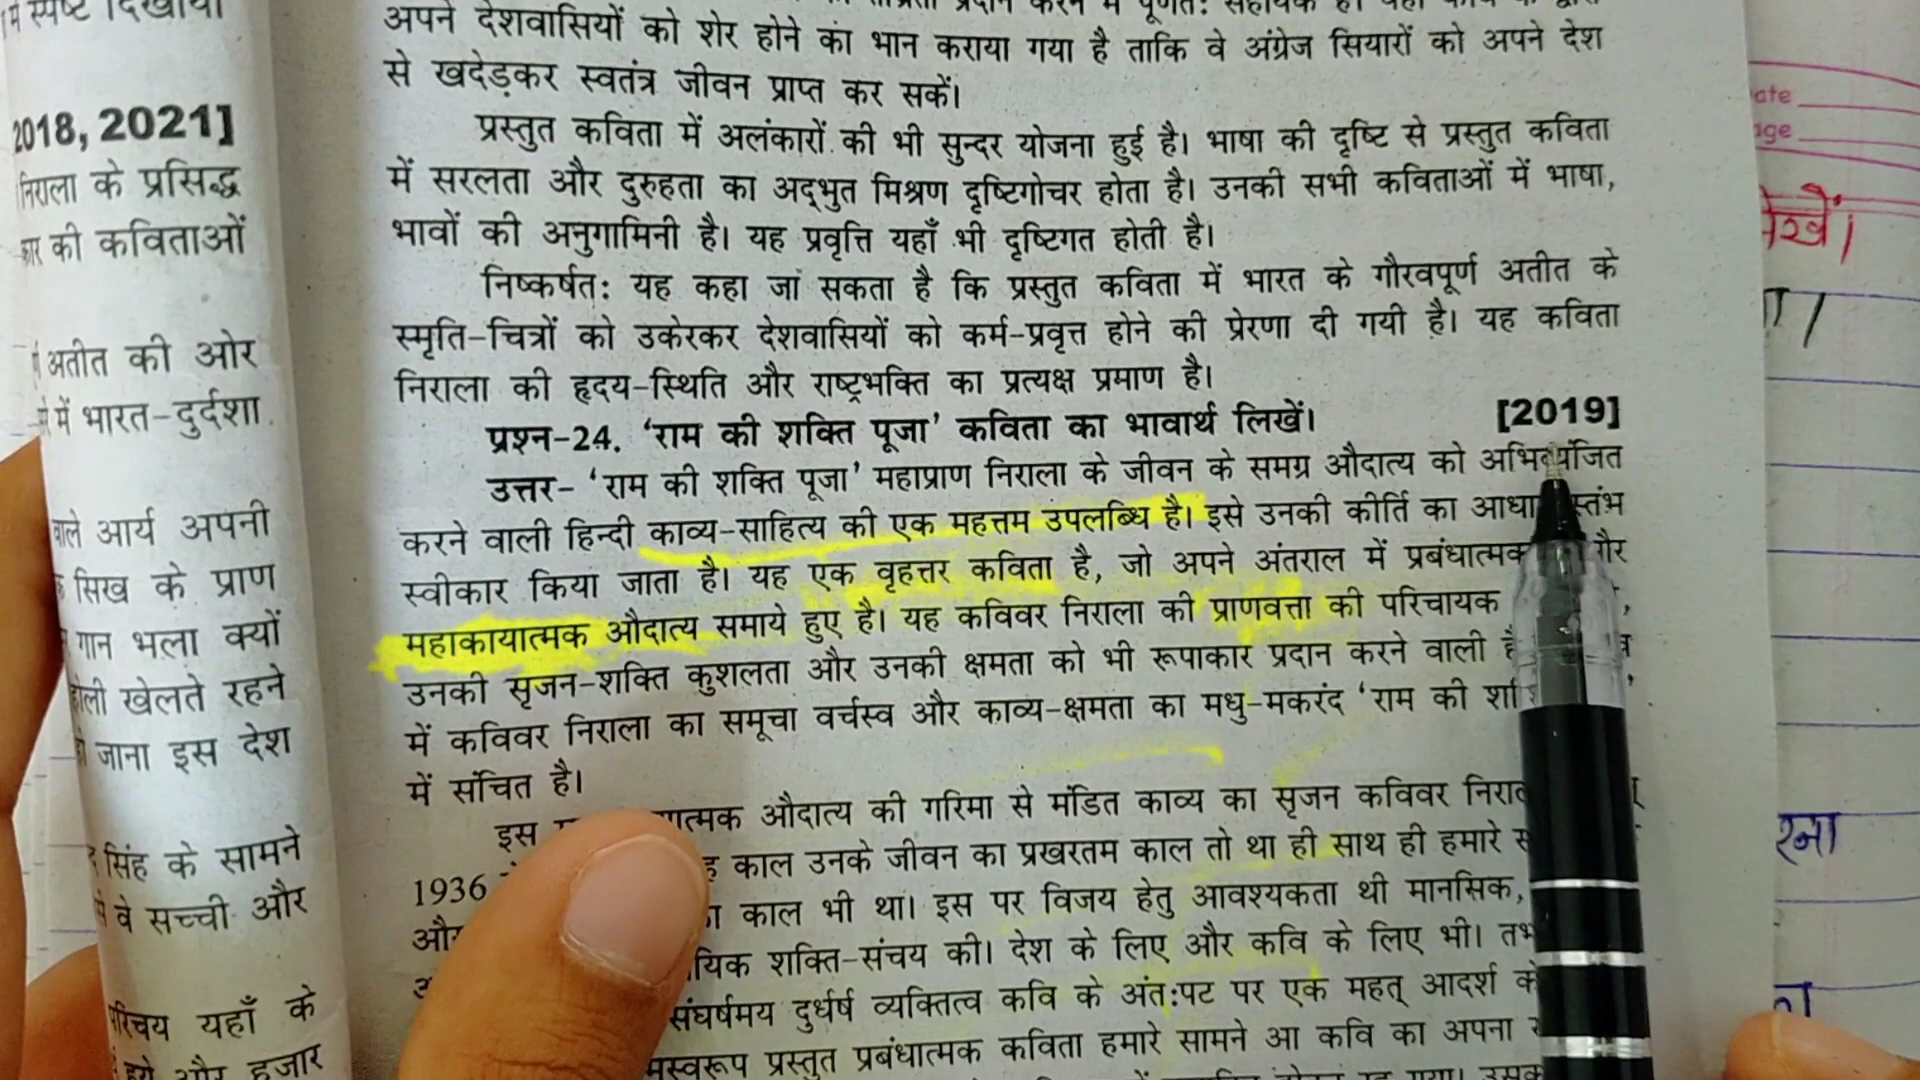 में स्पष्ट दिखायी
2018, 2021]
निराला के प्रसिद्ध
की कविताओं
अतीत की ओर
में भारत-दुर्दशा
वाले आर्य अपनी
सिख के प्राण
गान भला क्यों
होली खेलते रहने
जाना इस देश
सिंह के सामने
वे सच्ची और
यहाँ के
और हजार
अपने देशवासियों को शेर होने का भान कराया गया है ताकि वे अंग्रेज सियारों को अपने देश
से खदेड़कर स्वतंत्र जीवन प्राप्त कर सकें।
प्रस्तुत कविता में अलंकारों की भी सुन्दर योजना हुई है। भाषा की दृष्टि से प्रस्तुत कविता
में सरलता और दुरुहता का अद्‌भुत मिश्रण दृष्टिगोचर होता है। उनकी सभी कविताओं में भाषा,
भावों की अनुगामिनी है। यह प्रवृत्ति यहाँ भी दृष्टिगत होती है।
निष्कर्षत: यह कहा जा सकता है कि प्रस्तुत कविता में भारत के गौरवपूर्ण अतीत के
स्मृति-चित्रों को उकेरकर देशवासियों को कर्म-प्रवृत्त होने की प्रेरणा दी गयी है। यह कविता
निराला की हृदय-स्थिति और राष्ट्रभक्ति का प्रत्यक्ष प्रमाण है।
प्रश्न-24. ‘राम की शक्ति पूजा’ कविता का भावार्थ लिखें। [2019]
उत्तर- ‘राम की शक्ति पूजा’ महाप्राण निराला के जीवन के समग्र औदात्य को
करने वाली हिन्दी काव्य-साहित्य की एक महत्तम उपलब्धि है। इसे उनकी कीर्ति का
स्वीकार किया जाता है। यह एक वृहत्तर कविता है, जो अपने अंतराल में प्रबंधात्मक
महाकायात्मक औदात्य समाये हुए है। यह कविवर निराला की प्राणवत्ता की परिचायक
उनकी सृजन-शक्ति कुशलता और उनकी क्षमता को भी रूपाकार प्रदान करने वाली
में कविवर निराला का समूचा वर्चस्व और काव्य-क्षमता का मधु-मकरंद ‘राम की
में संचित है।
इस औदात्य की गरिमा से मंडित काव्य का सृजन कविवर
1936 काल उनके जीवन का प्रखरतम काल तो था ही साथ ही हमारे
काल भी था। इस पर विजय हेतु आवश्यकता थी मानसिक,
शक्ति-संचय की। देश के लिए और कवि के लिए भी।
संघर्षमय दुर्धर्ष व्यक्तित्व कवि के अंत:पट पर एक महत् आदर्श
प्रस्तुत प्रबंधात्मक कविता हमारे सामने आ कवि का अपना